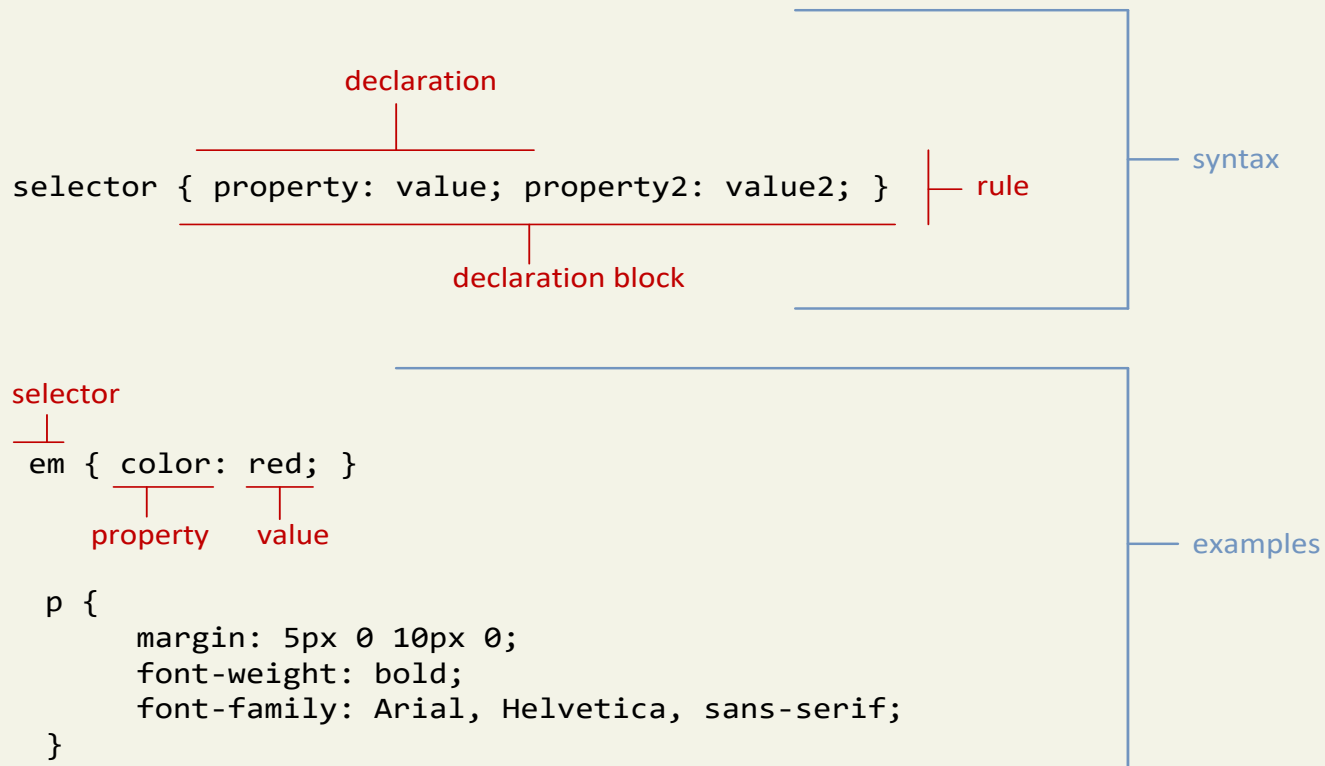 declaration
syntax
selector { property: value; property2: value2; }
rule
declaration block
selector
em { color: red; }
property value
examples
p {
margin: 5px 0 10px 0;
font-weight: bold;
font-family: Arial, Helvetica, sans-serif;
}